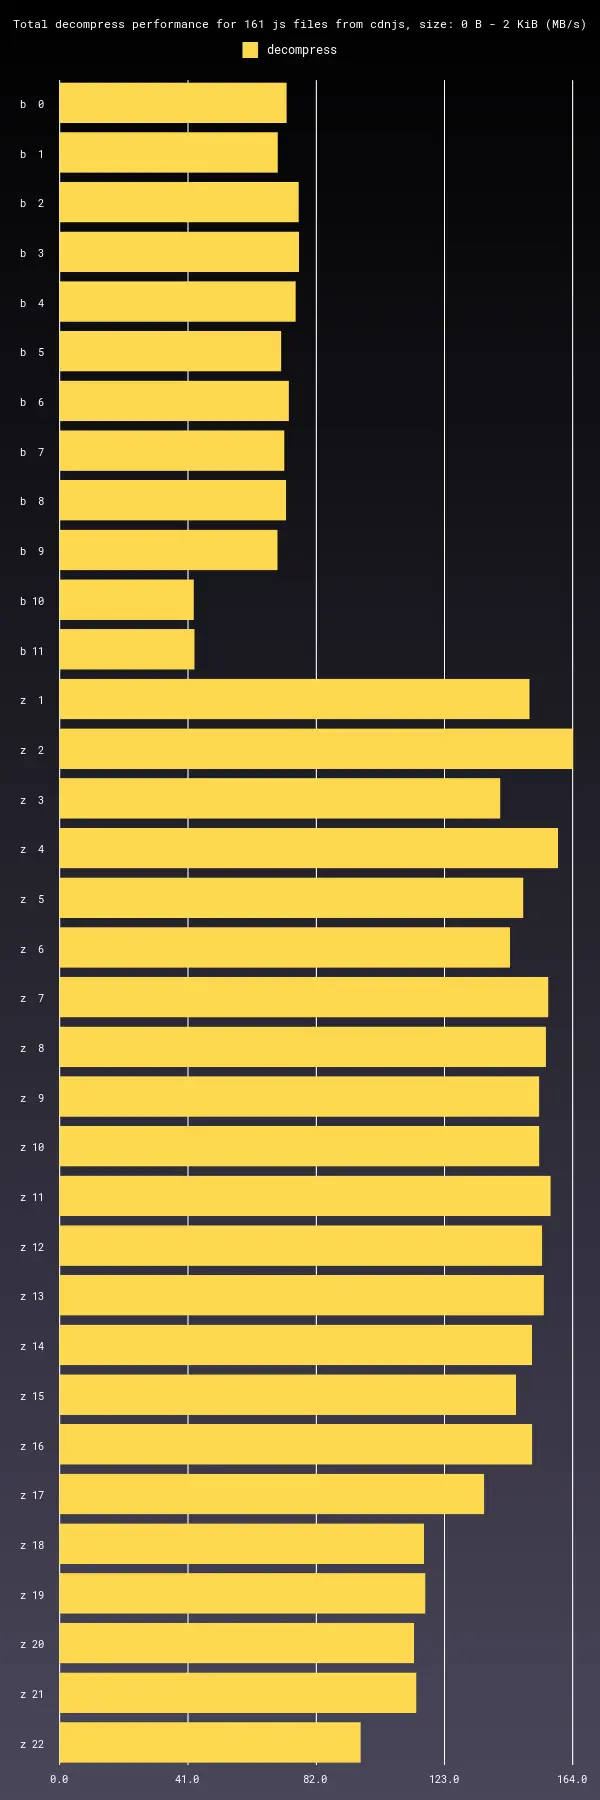 Total decompress performance for 161 js files from cdnjs, size: 0 B - 2 KiB (MB/s)
decompress
b  0
b  1
b  2
b  3
b  4
b  5
b  6
b  7
b  8
b  9
b 10
b 11
z  1
z  2
z  3
z  4
z  5
z  6
z  7
z  8
z  9
z 10
z 11
z 12
z 13
z 14
z 15
z 16
z 17
z 18
z 19
z 20
z 21
z 22
0.0 41.0 82.0 123.0 164.0